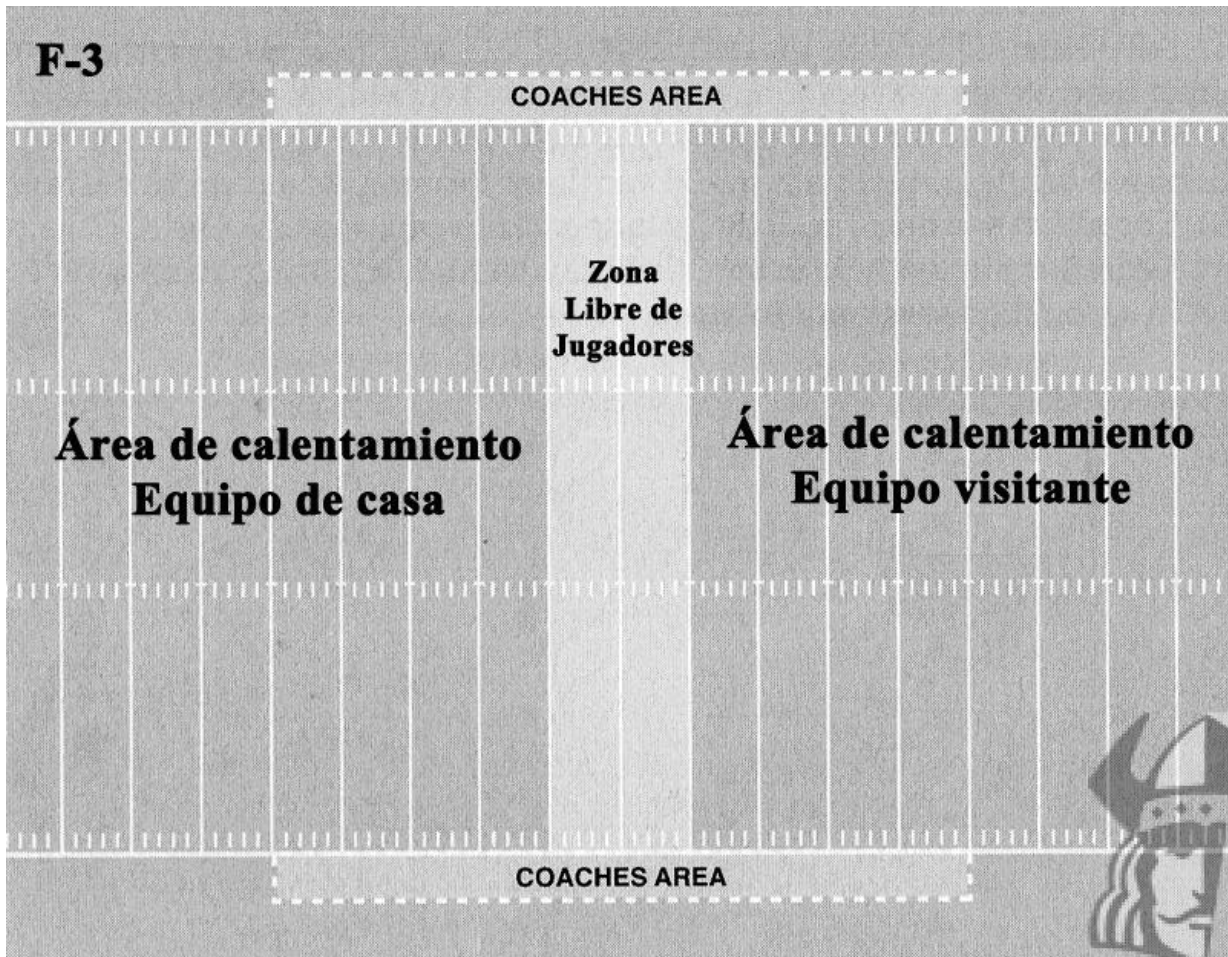 F-3
COACHES AREA
Zona
Libre de
Jugadores
Área de calentamiento
Equipo de casa
Área de calentamiento
Equipo visitante
COACHES AREA